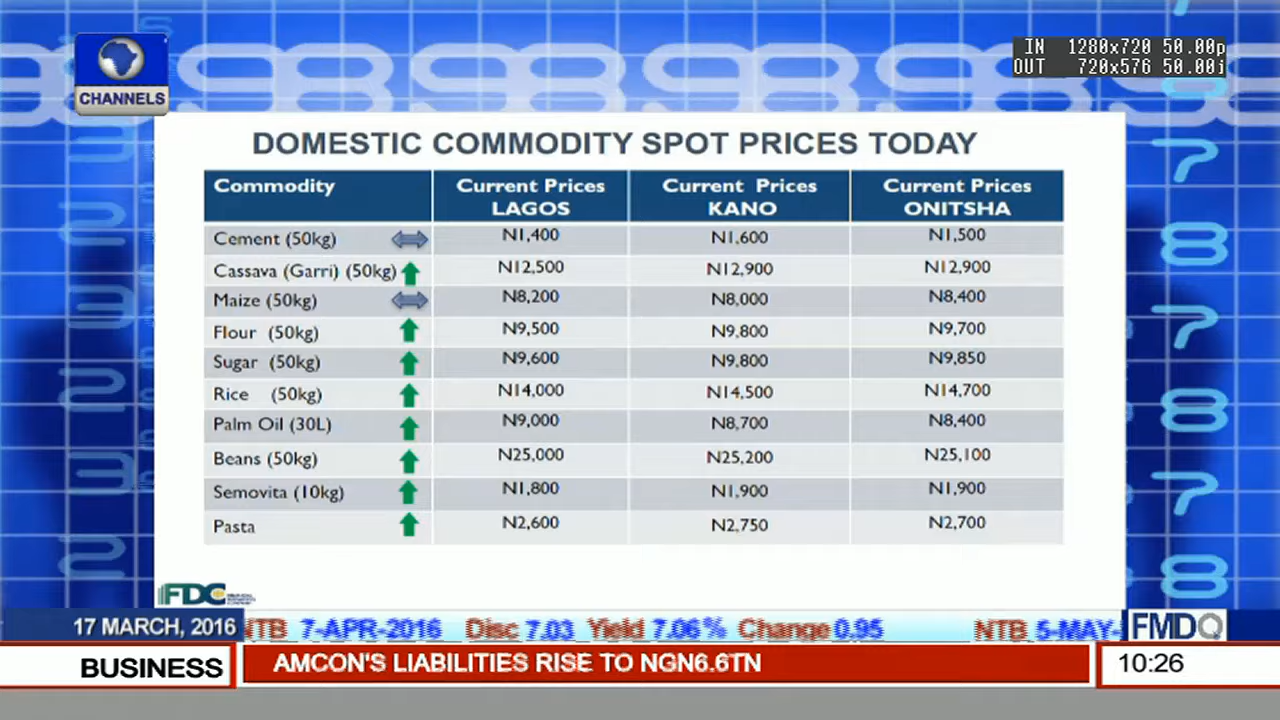 IN 1280x720 50.00p
OUT 720x576 50.00i
CHANNELS
DOMESTIC COMMODITY SPOT PRICES TODAY
Commodity Current Prices LAGOS Current Prices KANO Current Prices ONITSHA
Cement (50kg) N1,400 N1,600 N1,500
Cassava (Garri) (50kg) N12,500 N12,900 N12,900
Maize (50kg) N8,200 N8,000 N8,400
Flour (50kg) N9,500 N9,800 N9,700
Sugar (50kg) N9,600 N9,800 N9,850
Rice (50kg) N14,000 N14,500 N14,700
Palm Oil (30L) N9,000 N8,700 N8,400
Beans (50kg) N25,000 N25,200 N25,100
Semovita (10kg) N1,800 N1,900 N1,900
Pasta N2,600 N2,750 N2,700
FDC
17 MARCH, 2016 NTB 7-APR-2016 Disc 7.03 Yield 7.06% Change 0.95 NTB 5-MAY- FMDQ
BUSINESS AMCON'S LIABILITIES RISE TO NGN6.6TN 10:26